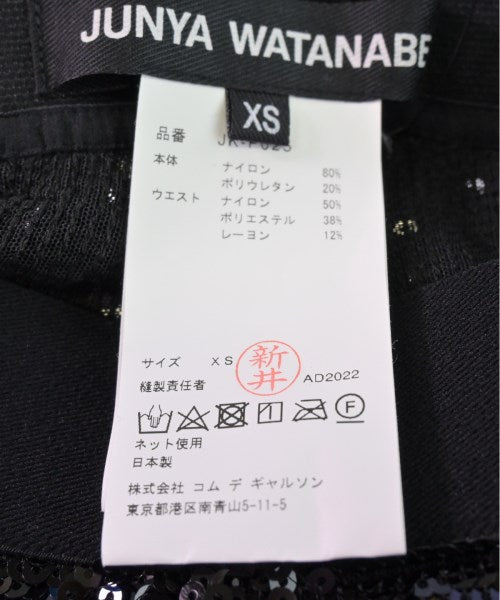 JUNYA WATANABE
XS
品番
本体 ナイロン 80%
ポリウレタン 20%
ウエスト ナイロン 50%
ポリエステル 38%
レーヨン 12%
サイズ XS
縫製責任者 新井 AD2022
F
ネット使用
日本製
株式会社 コム デ ギャルソン
東京都港区南青山5-11-5